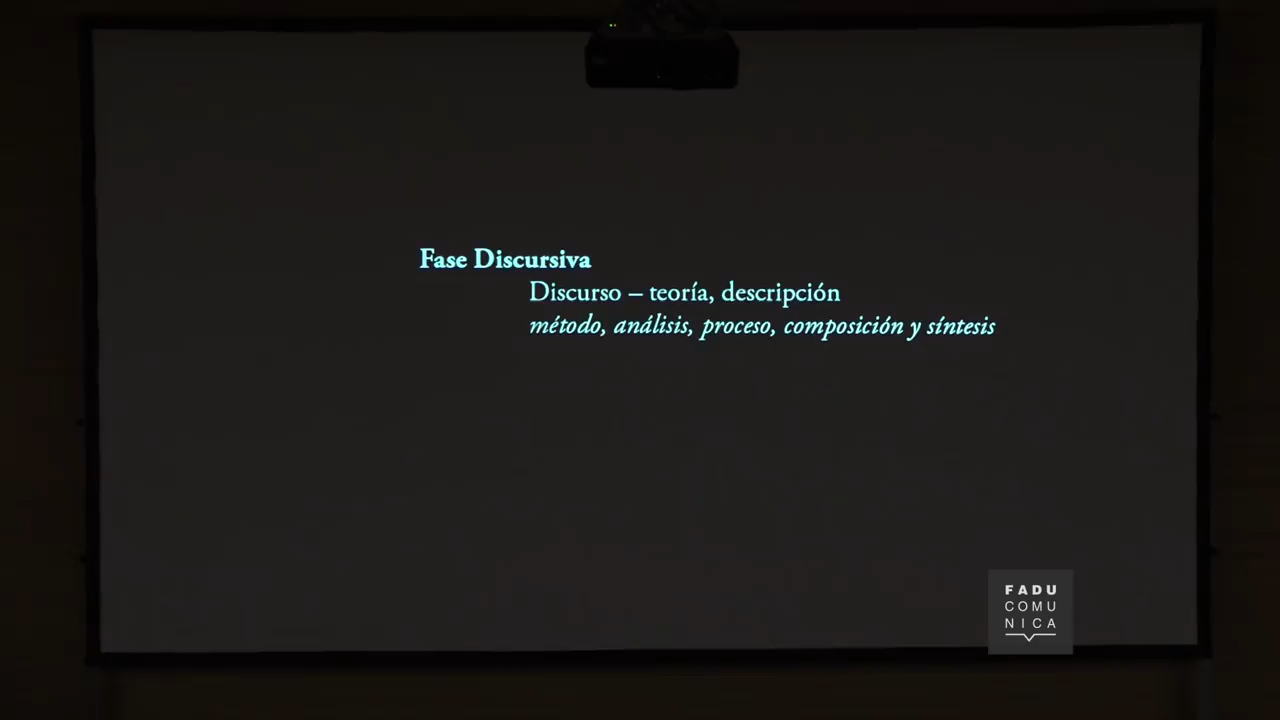 Fase Discursiva
Discurso – teoría, descripción
método, análisis, proceso, composición y síntesis
FADU
COMU
NICA